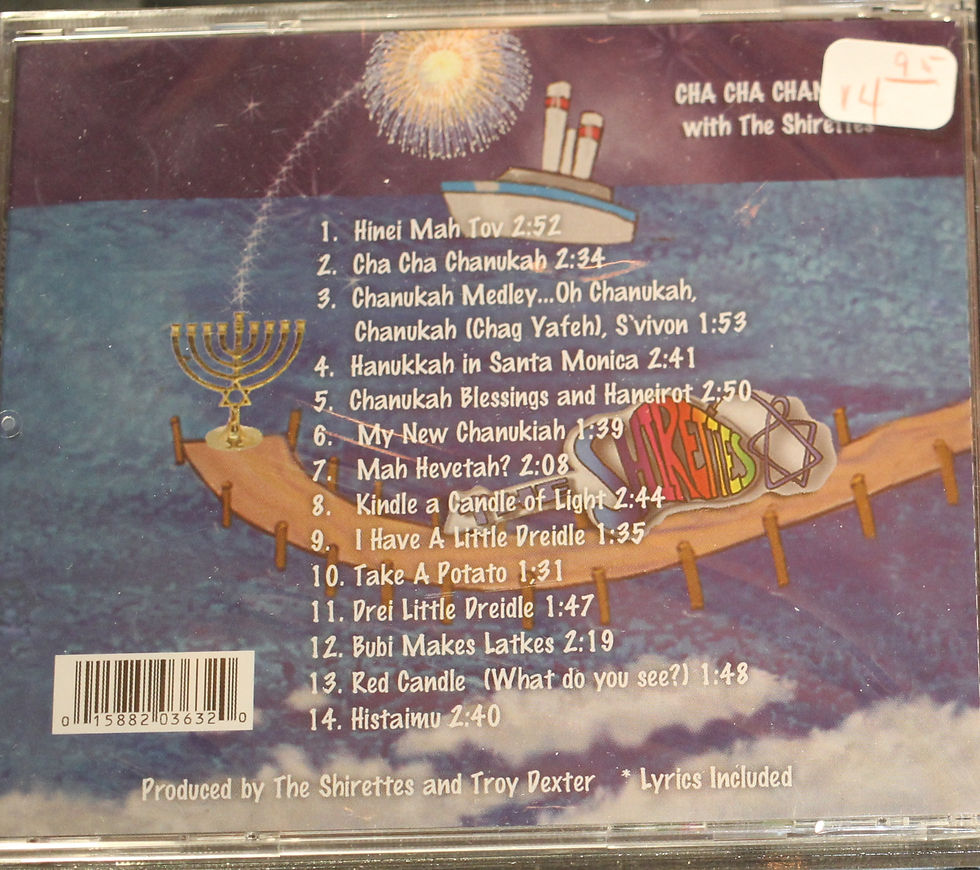 CHA CHA
with The Shirettes
14 95
1. Hinei Mah Tov 2:52
2. Cha Cha Chanukah 2:34
3. Chanukah Medley...Oh Chanukah,
Chanukah (Chag Yafeh), S'vivon 1:53
4. Hanukkah in Santa Monica 2:41
5. Chanukah Blessings and Haneirot 2:50
6. My New Chanukiah 1:39
7. Mah Hevetah? 2:08
8. Kindle a Candle of Light 2:44
9. I Have A Little Dreidle 1:35
10. Take A Potato 1:31
11. Drei Little Dreidle 1:47
12. Bubi Makes Latkes 2:19
13. Red Candle (What do you see?) 1:48
14. Histaimu 2:40
SHIRETTES
0 15882 03632 0
Produced by The Shirettes and Troy Dexter * Lyrics Included